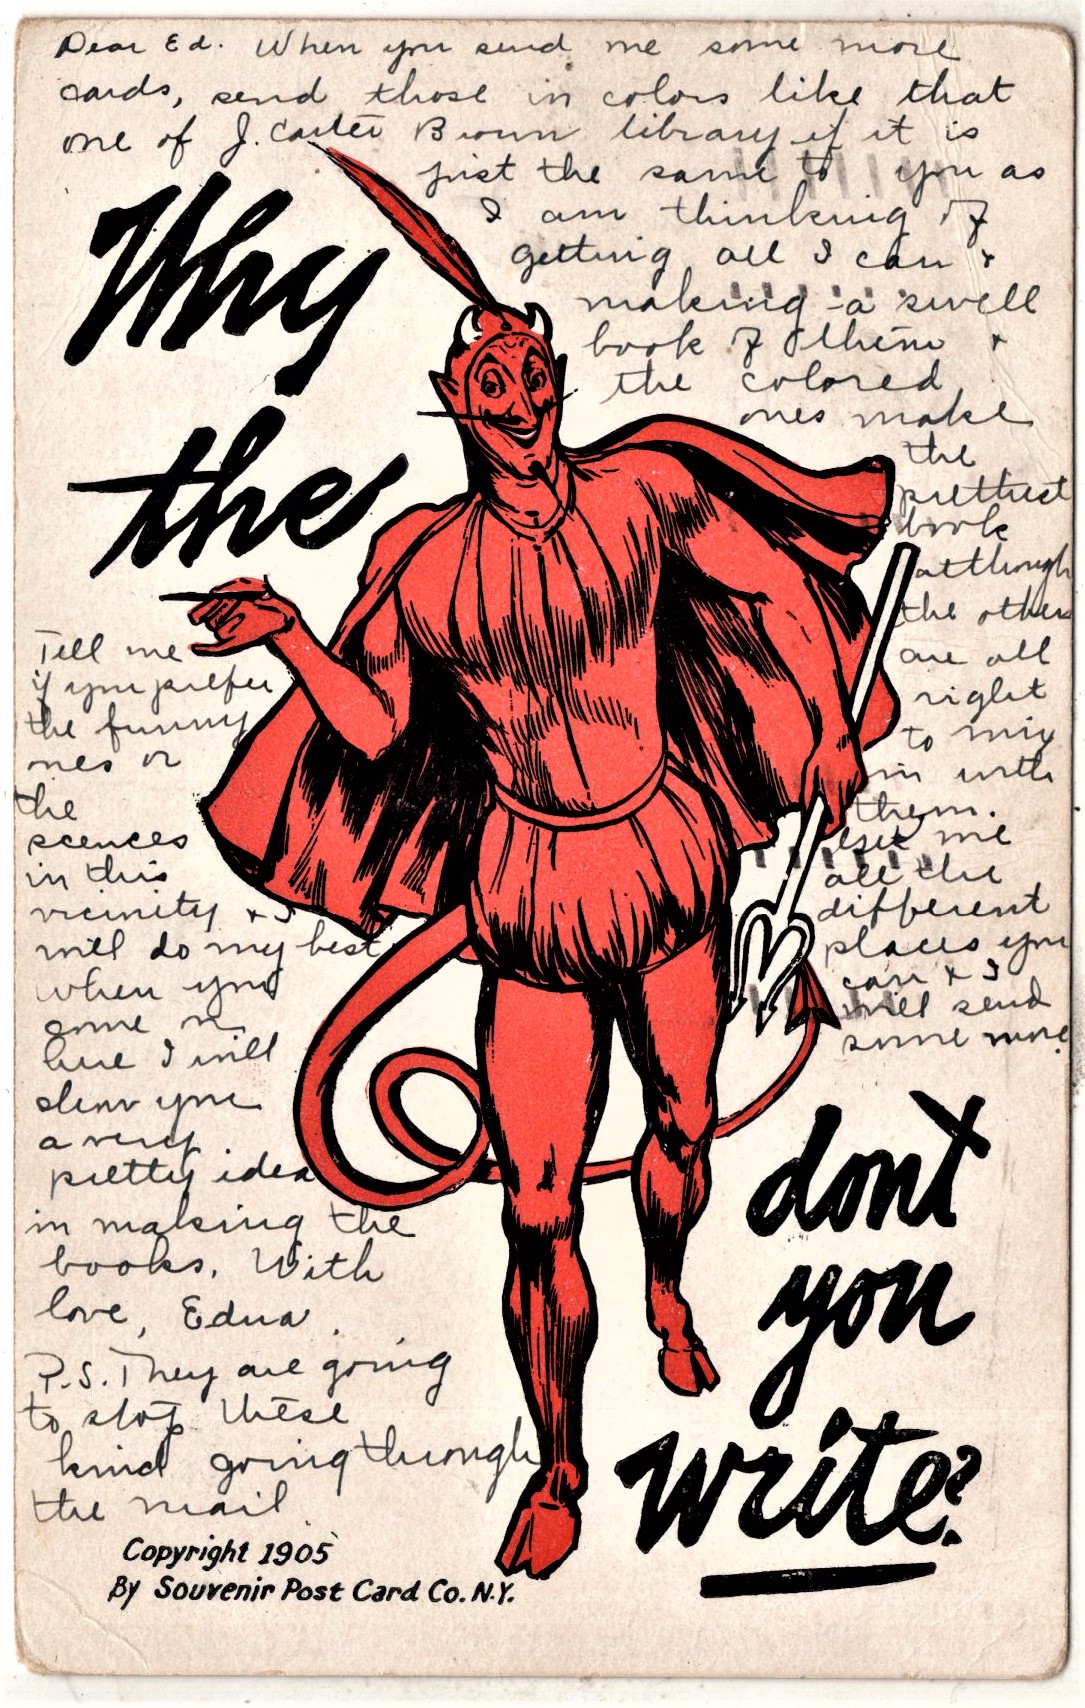 Dear Ed. When you send me some more
cards, send those in colors like that
one of J. Carter Brown library if it is
just the same to you as
I am thinking of
getting all I can &
making a swell
book of them &
the colored
ones make
the
prettiest
book
although
the others
are all
right
to mix
in with
them.
Get me
all the
different
places you
can & I
will send
some more
Why
the
Tell me
if you prefer
the funny
ones or
the
scences
in this
vicinity & I
will do my best
when you
come in
here I will
show you
a very
pretty idea
in making the
books. With
love, Edna.
P.S. They are going
to stop these
kind going through
the mail.
dont
you
write?
Copyright 1905
By Souvenir Post Card Co. N.Y.